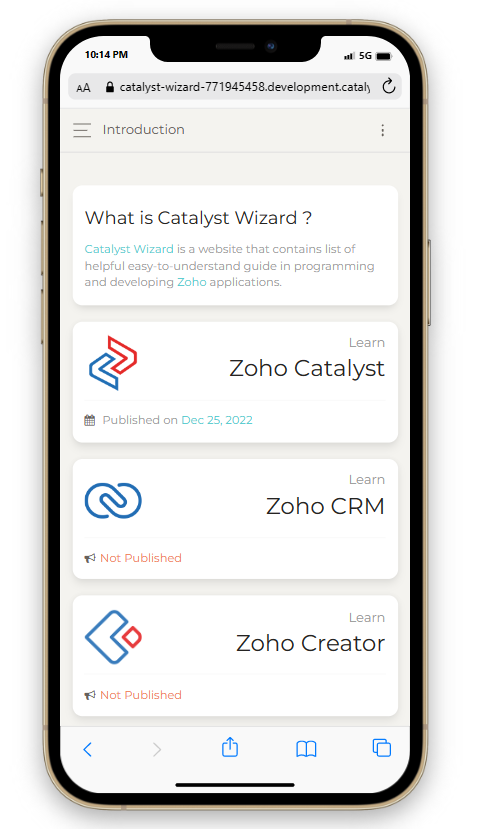 10:14 PM
5G
AA catalyst-wizard-771945458.development.cataly
Introduction
What is Catalyst Wizard ?
Catalyst Wizard is a website that contains list of
helpful easy-to-understand guide in programming
and developing Zoho applications.
Learn
Zoho Catalyst
Published on Dec 25, 2022
Learn
Zoho CRM
Not Published
Learn
Zoho Creator
Not Published